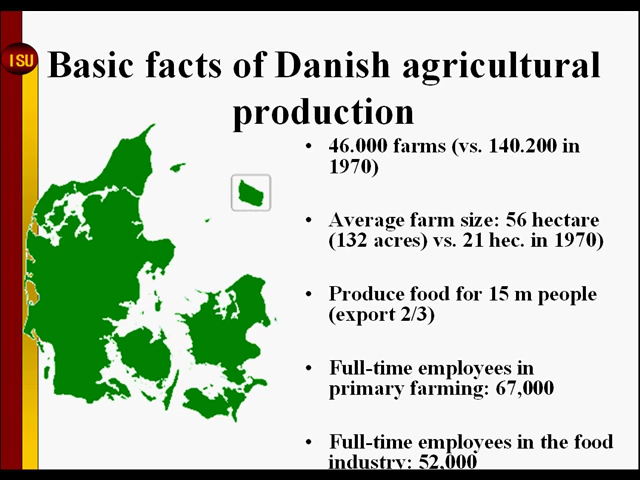 ISU
Basic facts of Danish agricultural
production
• 46.000 farms (vs. 140.200 in
1970)
• Average farm size: 56 hectare
(132 acres) vs. 21 hec. in 1970)
• Produce food for 15 m people
(export 2/3)
• Full-time employees in
primary farming: 67,000
• Full-time employees in the food
industry: 52,000